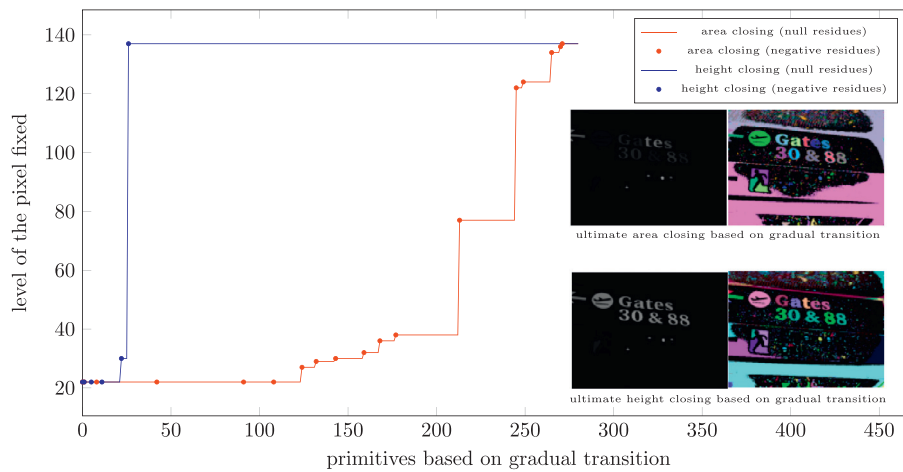 140
120
100
80
60
40
20
level of the pixel fixed
0
50
100
150
200
250
300
350
400
450
primitives based on gradual transition
area closing (null residues)
area closing (negative residues)
height closing (null residues)
height closing (negative residues)
Gates
30 & 88
Gates
30 & 88
ultimate area closing based on gradual transition
Gates
30 & 88
Gates
30 & 88
ultimate height closing based on gradual transition